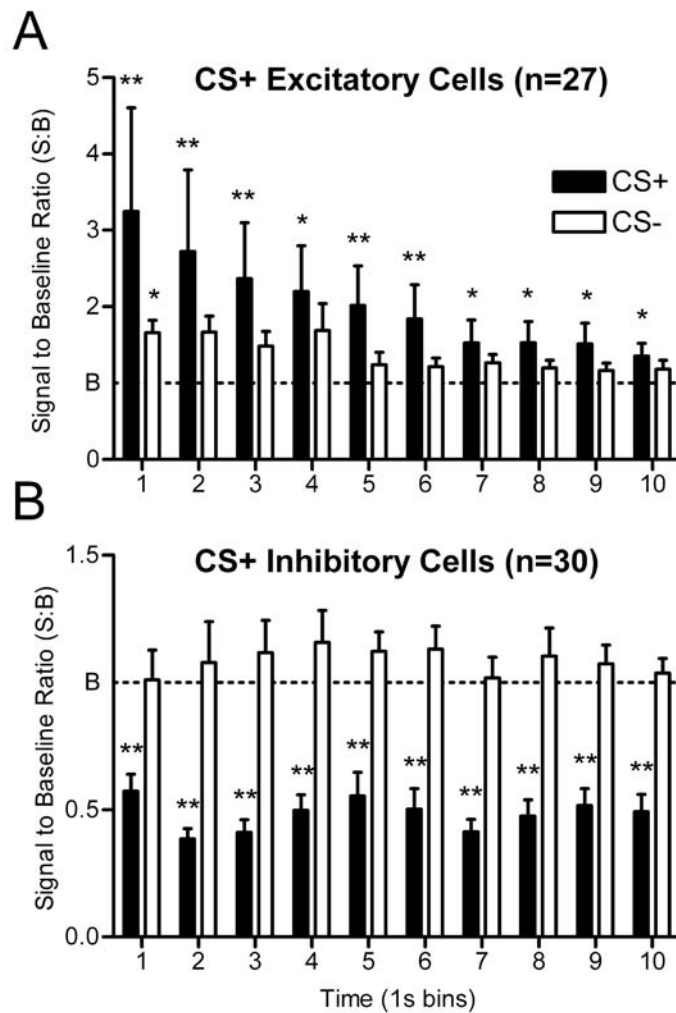 A
CS+ Excitatory Cells (n=27)
Signal to Baseline Ratio (S:B)
5
4
3
2
B
0
** ** ** * ** ** * * * *
*
CS+
CS-
1 2 3 4 5 6 7 8 9 10
B
CS+ Inhibitory Cells (n=30)
Signal to Baseline Ratio (S:B)
1.5
B
0.5
0.0
** ** ** ** ** ** ** ** ** **
1 2 3 4 5 6 7 8 9 10
Time (1s bins)